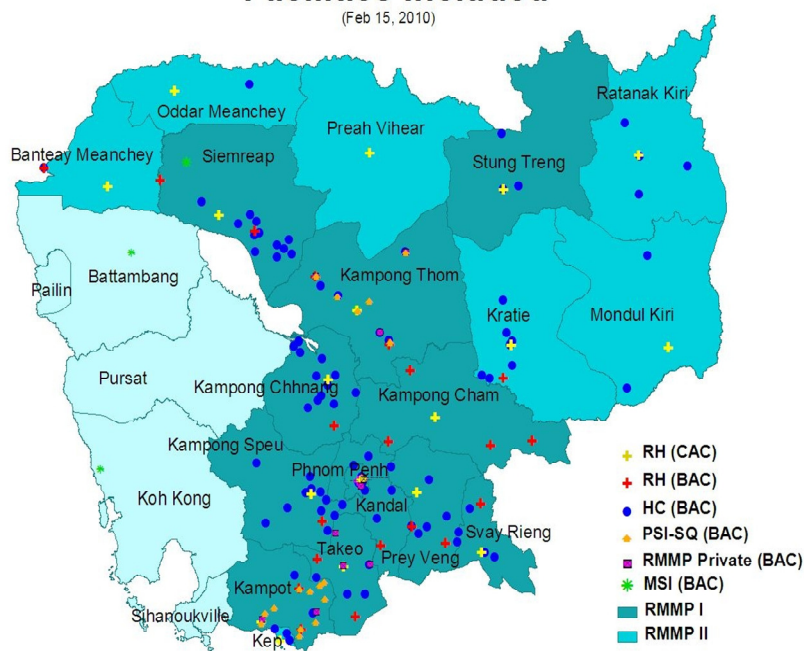 (Feb 15, 2010)
Ratanak Kiri
Oddar Meanchey
Preah Vihear
Banteay Meanchey
Siemreap
Stung Treng
Battambang
Kampong Thom
Pailin
Kratie
Mondul Kiri
Pursat
Kampong Chhnang
Kampong Cham
Kampong Speu
Phnom Penh
Koh Kong
Kandal
Svay Rieng
Takeo
Prey Veng
Kampot
Sihanoukville
Kep
RH (CAC)
RH (BAC)
HC (BAC)
PSI-SQ (BAC)
RMMP Private (BAC)
MSI (BAC)
RMMP I
RMMP II